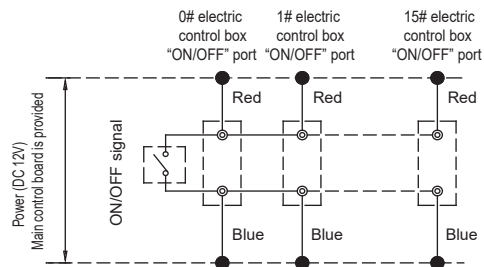 0# electric
control box
“ON/OFF” port
1# electric
control box
“ON/OFF” port
15# electric
control box
“ON/OFF” port
Red
Red
Red
Power (DC 12V)
Main control board is provided
ON/OFF signal
Blue
Blue
Blue